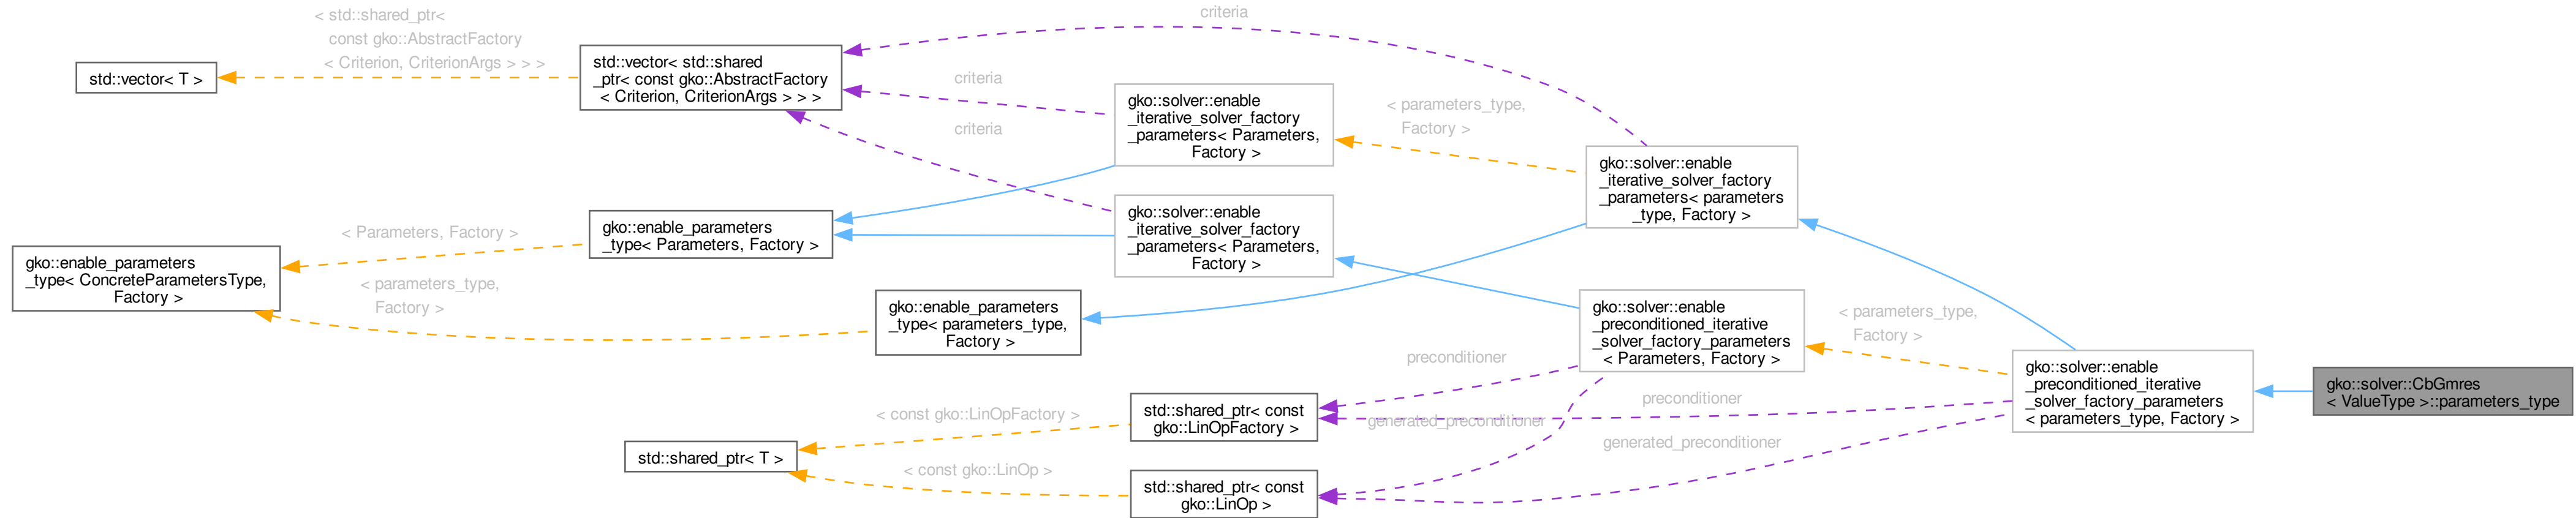 < std::shared_ptr<
const gko::AbstractFactory
< Criterion, CriterionArgs > > >
std::vector< T >
std::vector< std::shared
_ptr< const gko::AbstractFactory
< Criterion, CriterionArgs > > >
criteria
criteria
criteria
gko::solver::enable
_iterative_solver_factory
_parameters< Parameters,
Factory >
< parameters_type,
Factory >
gko::solver::enable
_iterative_solver_factory
_parameters< parameters
_type, Factory >
gko::enable_parameters
_type< ConcreteParametersType,
Factory >
< Parameters, Factory >
< parameters_type,
Factory >
gko::enable_parameters
_type< Parameters, Factory >
gko::solver::enable
_iterative_solver_factory
_parameters< Parameters,
Factory >
gko::enable_parameters
_type< parameters_type,
Factory >
gko::solver::enable
_preconditioned_iterative
_solver_factory_parameters
< Parameters, Factory >
< parameters_type,
Factory >
gko::solver::enable
_preconditioned_iterative
_solver_factory_parameters
< parameters_type, Factory >
gko::solver::CbGmres
< ValueType >::parameters_type
preconditioner
preconditioner
generated_preconditioner
generated_preconditioner
std::shared_ptr< T >
< const gko::LinOpFactory >
< const gko::LinOp >
std::shared_ptr< const
gko::LinOpFactory >
std::shared_ptr< const
gko::LinOp >